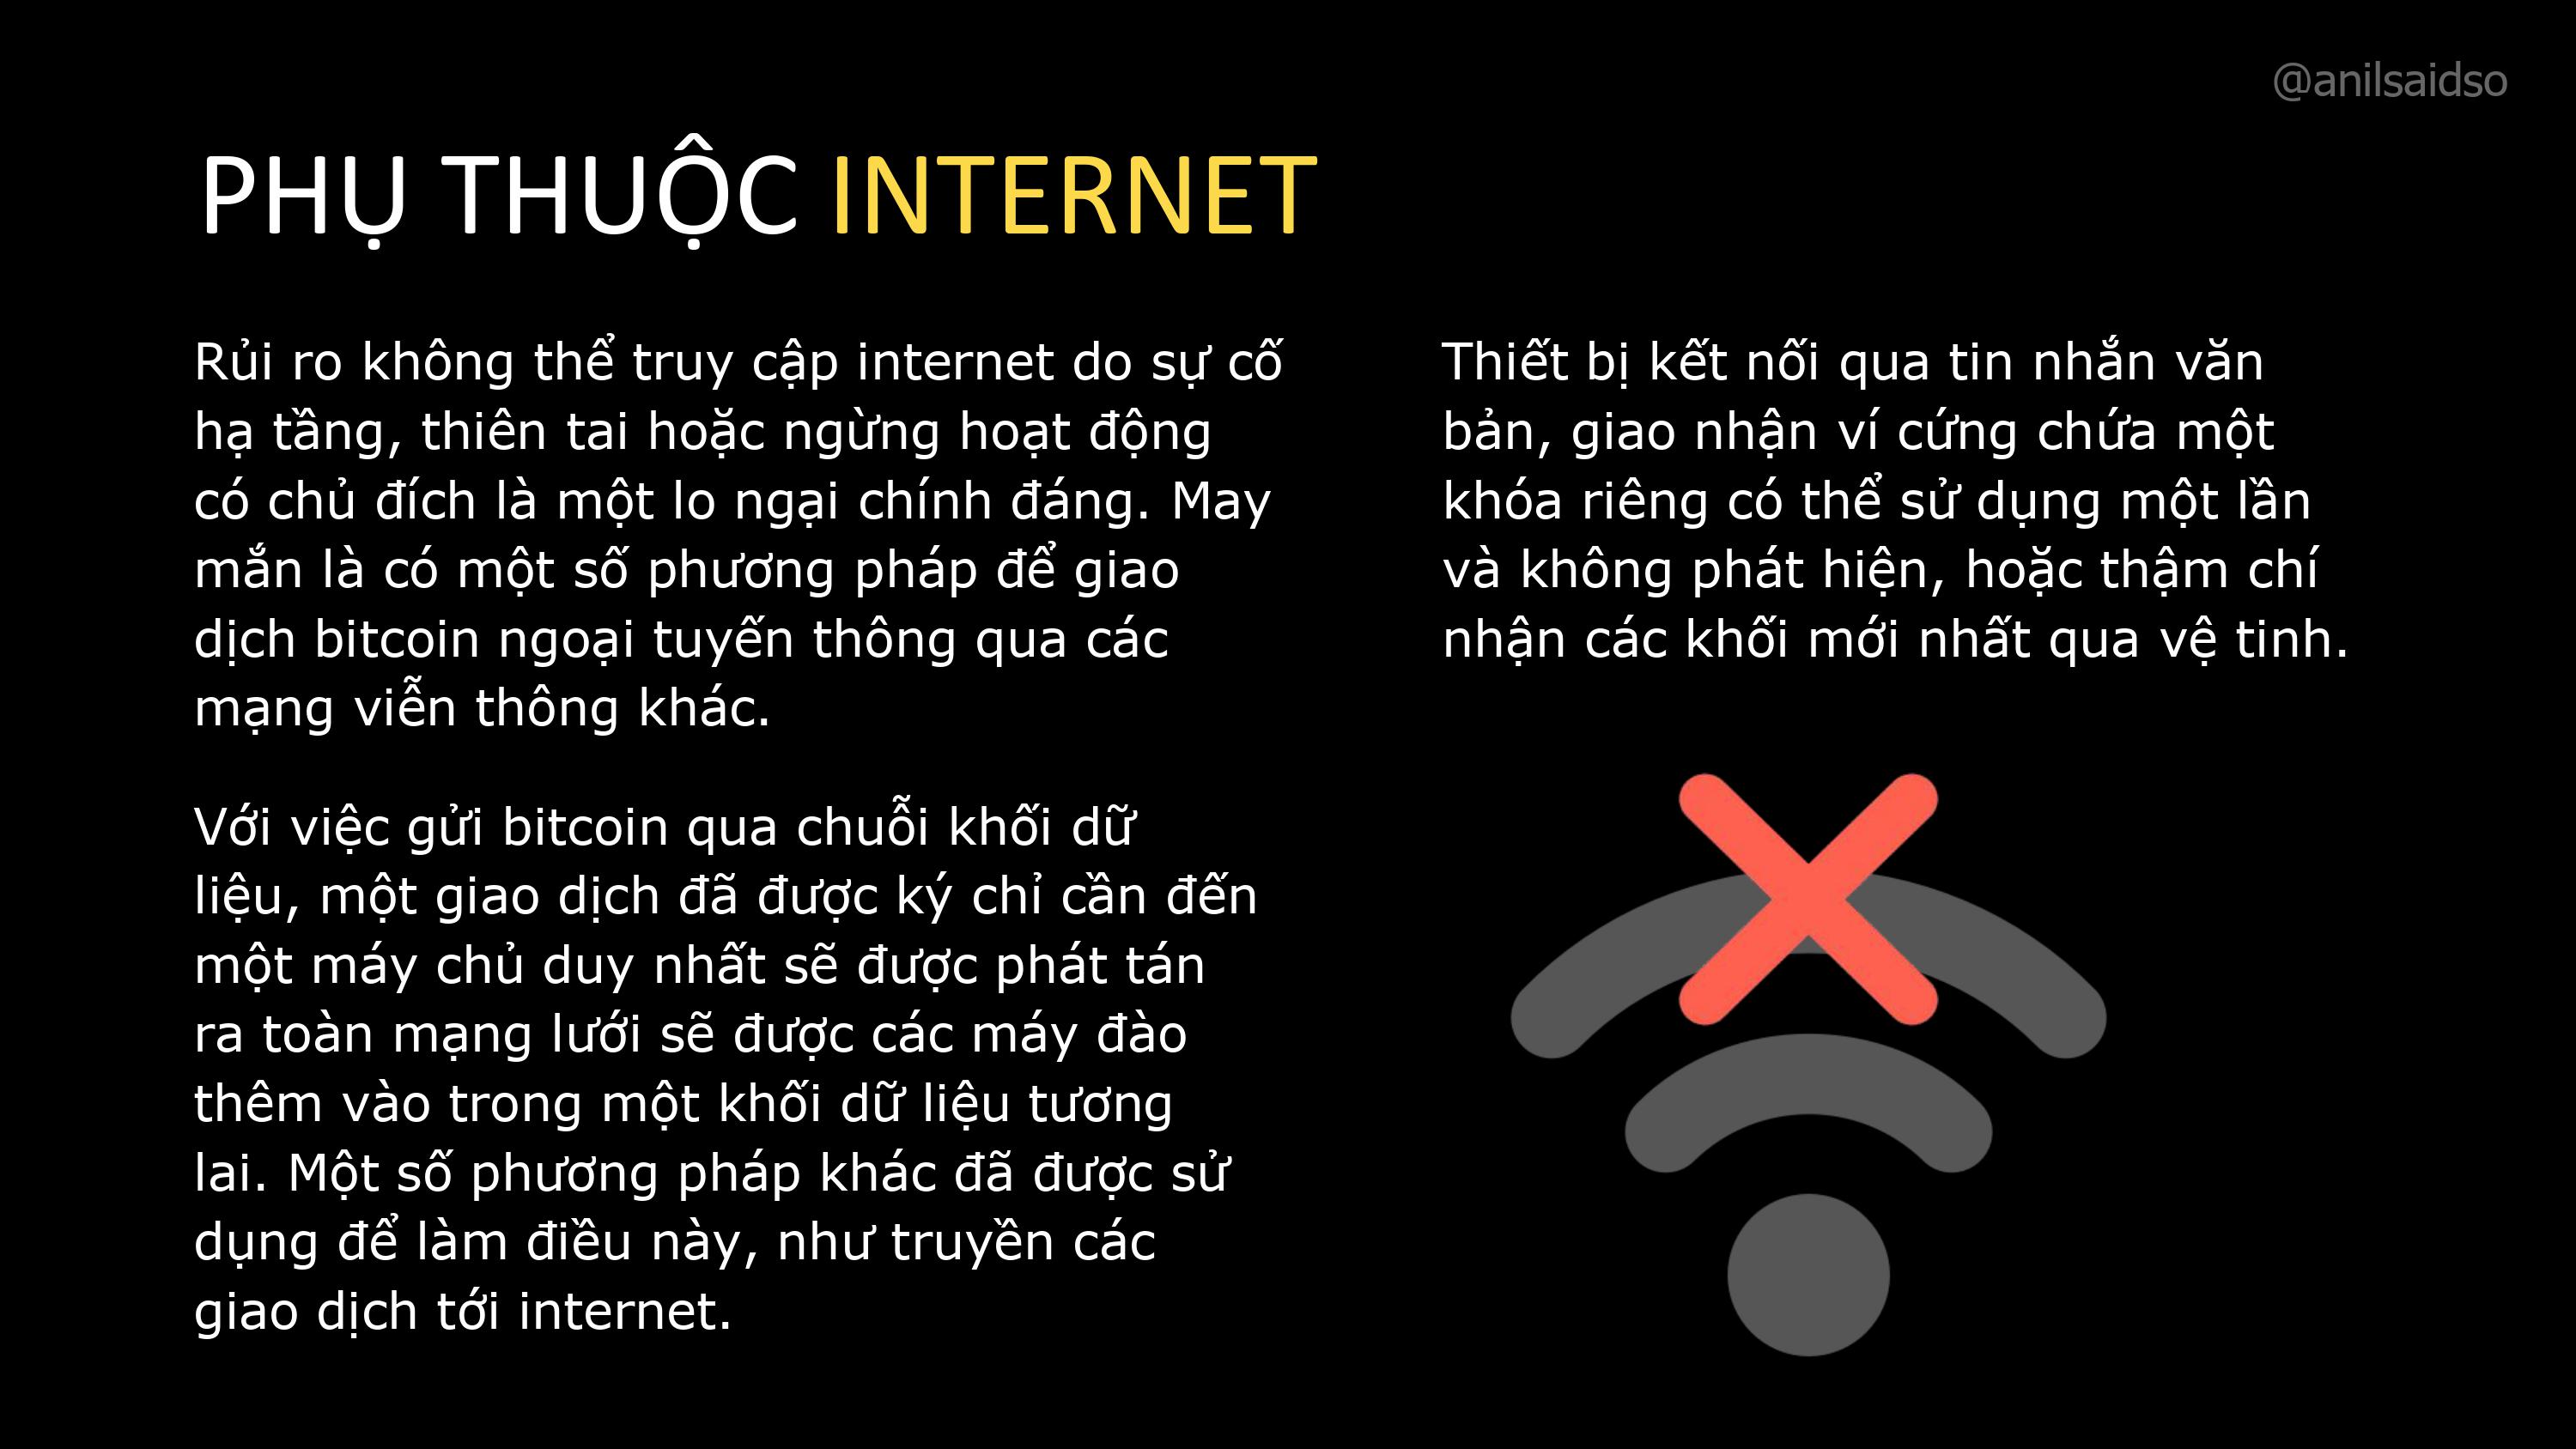 @anilsaidso
PHỤ THUỘC INTERNET
Rủi ro không thể truy cập internet do sự cố
hạ tầng, thiên tai hoặc ngừng hoạt động
có chủ đích là một lo ngại chính đáng. May
mắn là có một số phương pháp để giao
dịch bitcoin ngoại tuyến thông qua các
mạng viễn thông khác.
Với việc gửi bitcoin qua chuỗi khối dữ
liệu, một giao dịch đã được ký chỉ cần đến
một máy chủ duy nhất sẽ được phát tán
ra toàn mạng lưới sẽ được các máy đào
thêm vào trong một khối dữ liệu tương
lai. Một số phương pháp khác đã được sử
dụng để làm điều này, như truyền các
giao dịch tới internet.
Thiết bị kết nối qua tin nhắn văn
bản, giao nhận ví cứng chứa một
khóa riêng có thể sử dụng một lần
và không phát hiện, hoặc thậm chí
nhận các khối mới nhất qua vệ tinh.